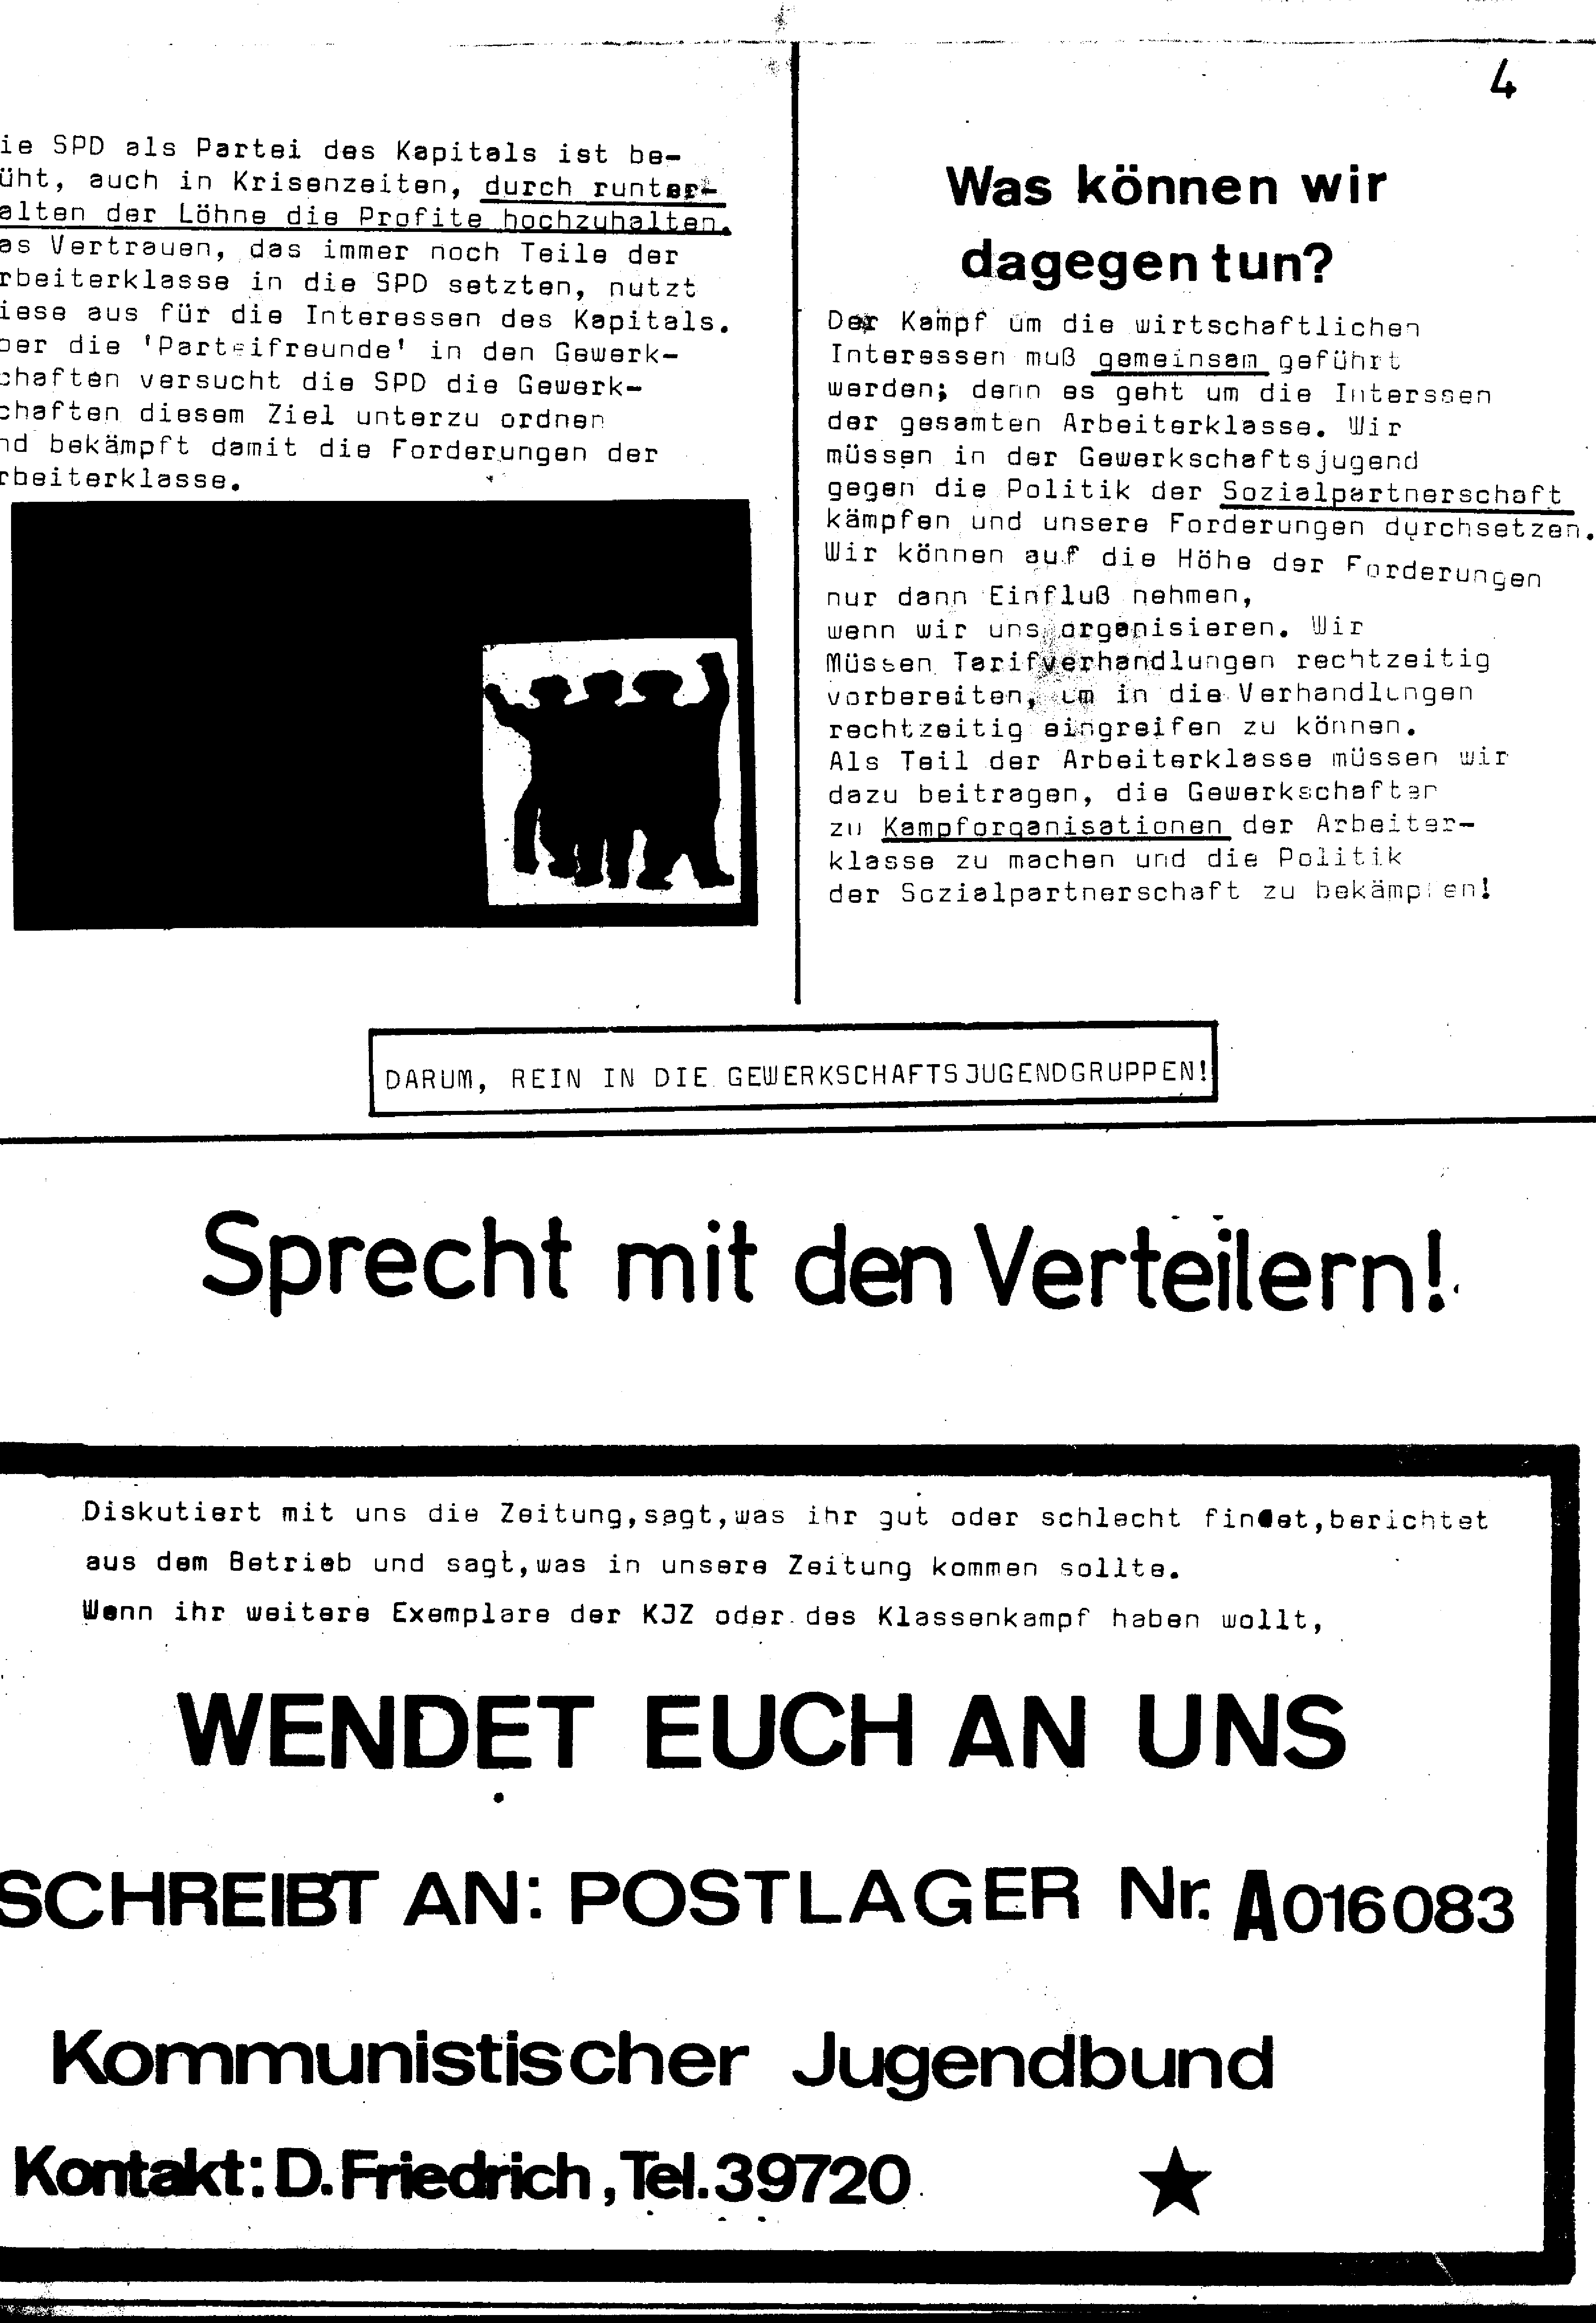 4
ie SPD als Partei des Kapitals ist be-
üht, auch in Krisenzeiten, durch runter-
alten der Löhne die Profite hochzuhalten.
as Vertrauen, das immer noch Teile der
rbeiterklasse in die SPD setzten, nutzt
iese aus für die Interessen des Kapitals.
ber die 'Parteifreunde' in den Gewerk-
chaften versucht die SPD die Gewerk-
chaften diesem Ziel unterzu ordnen
nd bekämpft damit die Forderungen der
rbeiterklasse.
Was können wir
dagegen tun?
Der Kampf um die wirtschaftlichen
Interessen muß gemeinsam geführt
werden; denn es geht um die Interssen
der gesamten Arbeiterklasse. Wir
müssen in der Gewerkschaftsjugend
gegen die Politik der Sozialpartnerschaft
kämpfen und unsere Forderungen durchsetzen.
Wir können auf die Höhe der Forderungen
nur dann Einfluß nehmen,
wenn wir uns organisieren. Wir
Müssen Tarifverhandlungen rechtzeitig
vorbereiten, um in die Verhandlungen
rechtzeitig eingreifen zu können.
Als Teil der Arbeiterklasse müssen wir
dazu beitragen, die Gewerkschaften
zu Kampforganisationen der Arbeiter-
klasse zu machen und die Politik
der Sozialpartnerschaft zu bekämpfen!
DARUM, REIN IN DIE GEWERKSCHAFTSJUGENDGRUPPEN!
Sprecht mit den Verteilern!
Diskutiert mit uns die Zeitung,sagt,was ihr gut oder schlecht findet,berichtet
aus dem Betrieb und sagt,was in unsere Zeitung kommen sollte.
Wenn ihr weitere Exemplare der KJZ oder des Klassenkampf haben wollt,
WENDET EUCH AN UNS
SCHREIBT AN: POSTLAGER Nr. A016083
Kommunistischer Jugendbund
Kontakt: D. Friedrich, Tel. 39720